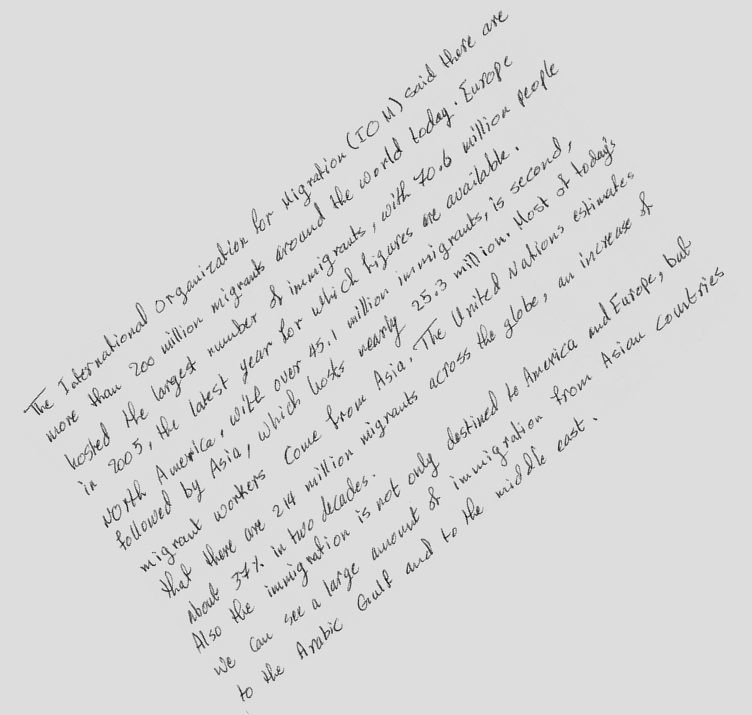 The International Organization for Migration (IOM) said there are
more than 200 million migrants around the world today. Europe
hosted the largest number of immigrants, with 70.6 million people
in 2005, the latest year for which figures are available.
North America, with over 45.1 million immigrants, is second,
followed by Asia, which hosts nearly 25.3 million. Most of today's
migrant workers come from Asia. The United Nations estimates
that there are 214 million migrants across the globe, an increase of
about 37% in two decades.
Also the immigration is not only destined to America and Europe, but
we can see a large amount of immigration from Asian countries
to the Arabic Gulf and to the middle east.